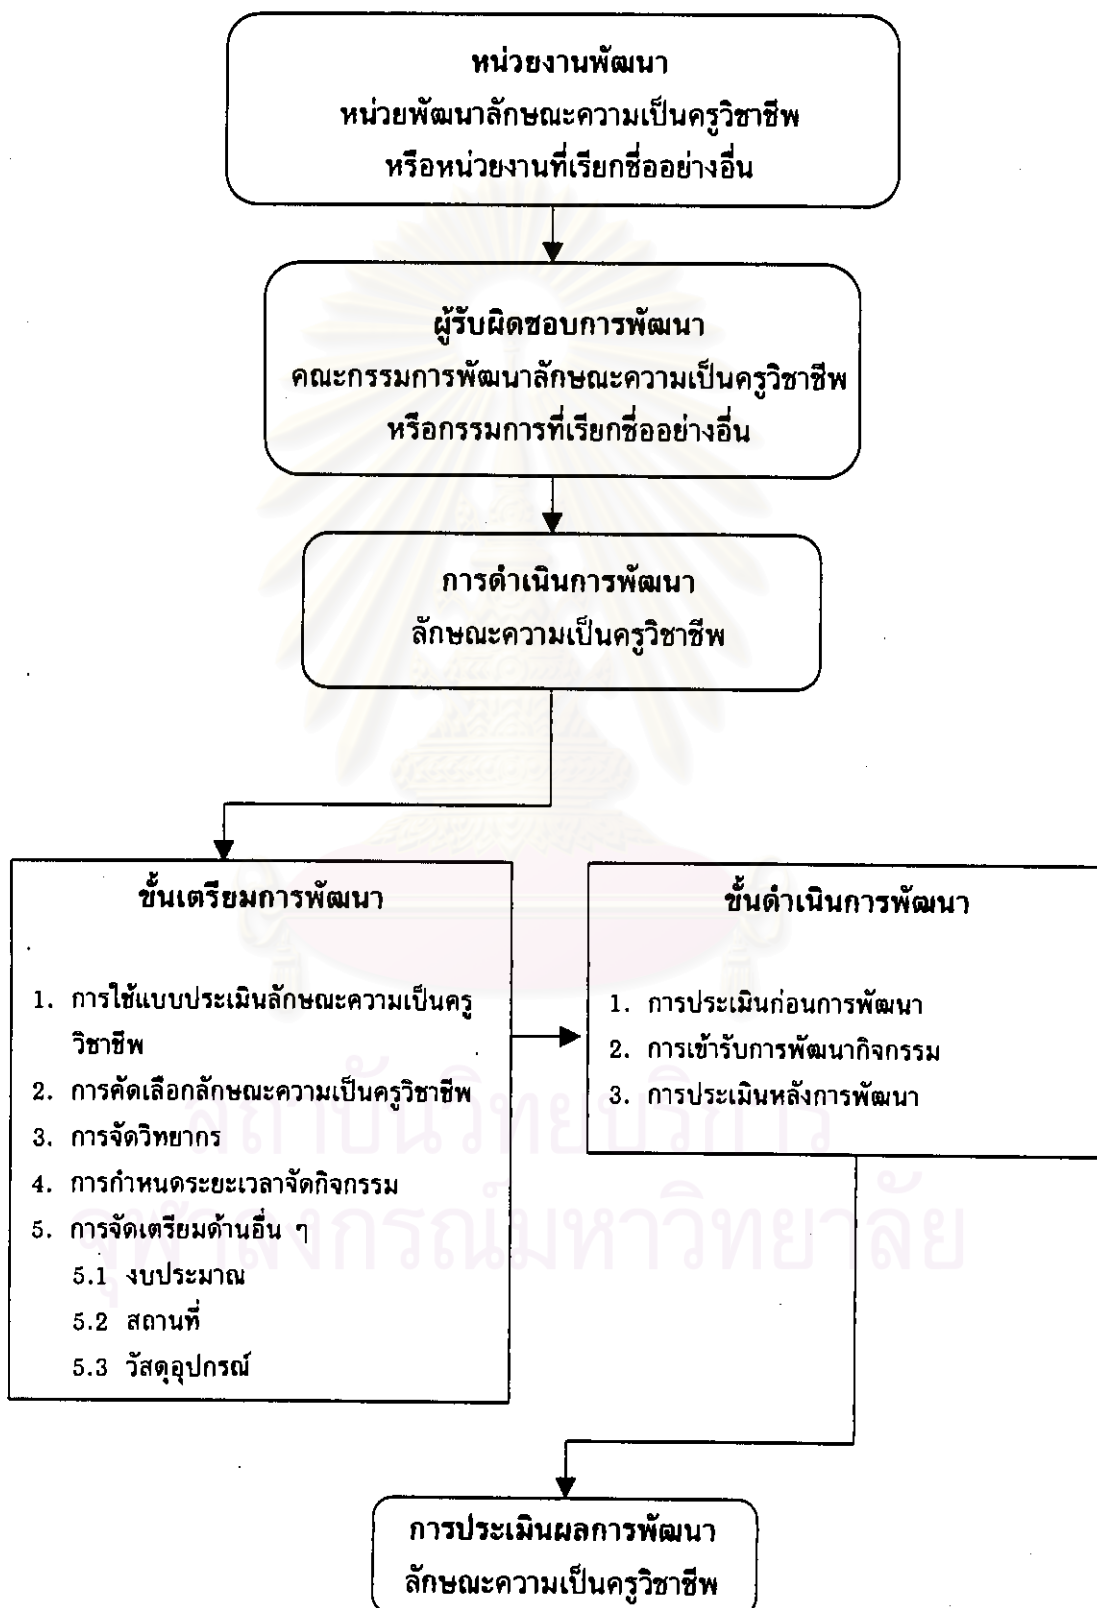 หน่วยงานพัฒนา
หน่วยพัฒนาลักษณะความเป็นครูวิชาชีพ
หรือหน่วยงานที่เรียกชื่ออย่างอื่น
ผู้รับผิดชอบการพัฒนา
คณะกรรมการพัฒนาลักษณะความเป็นครูวิชาชีพ
หรือกรรมการที่เรียกชื่ออย่างอื่น
การดำเนินการพัฒนา
ลักษณะความเป็นครูวิชาชีพ
ขั้นเตรียมการพัฒนา
1. การใช้แบบประเมินลักษณะความเป็นครู
วิชาชีพ
2. การคัดเลือกลักษณะความเป็นครูวิชาชีพ
3. การจัดวิทยากร
4. การกำหนดระยะเวลาจัดกิจกรรม
5. การจัดเตรียมด้านอื่น ๆ
5.1 งบประมาณ
5.2 สถานที่
5.3 วัสดุอุปกรณ์
ขั้นดำเนินการพัฒนา
1. การประเมินก่อนการพัฒนา
2. การเข้ารับการพัฒนากิจกรรม
3. การประเมินหลังการพัฒนา
สถาบันวิทยบริการ
จุฬาลงกรณ์มหาวิทยาลัย
การประเมินผลการพัฒนา
ลักษณะความเป็นครูวิชาชีพ